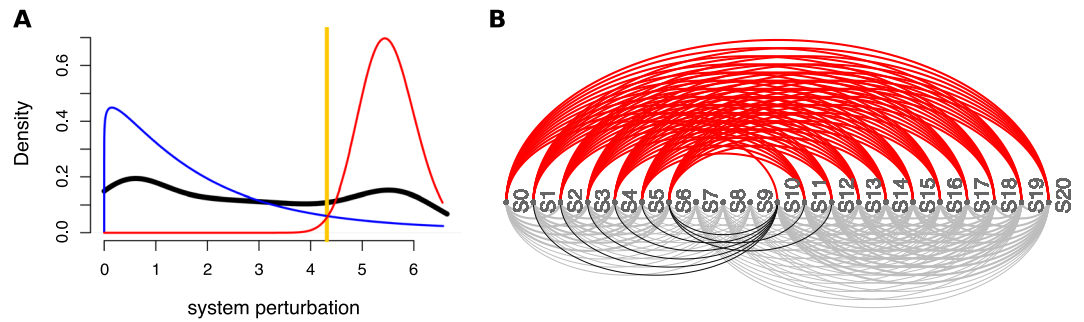 A
Density
0.0 0.2 0.4 0.6
0 1 2 3 4 5 6
system perturbation
B
S0 S1 S2 S3 S4 S5 S6 S7 S8 S9 S10 S11 S12 S13 S14 S15 S16 S17 S18 S19 S20